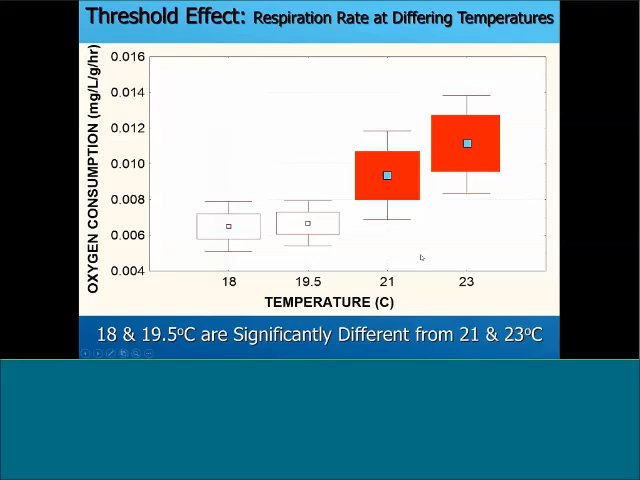 Threshold Effect: Respiration Rate at Differing Temperatures
OXYGEN CONSUMPTION (mg/L/g/hr)
0.016
0.014
0.012
0.010
0.008
0.006
0.004
18 19.5 21 23
TEMPERATURE (C)
18 & 19.5ºC are Significantly Different from 21 & 23ºC